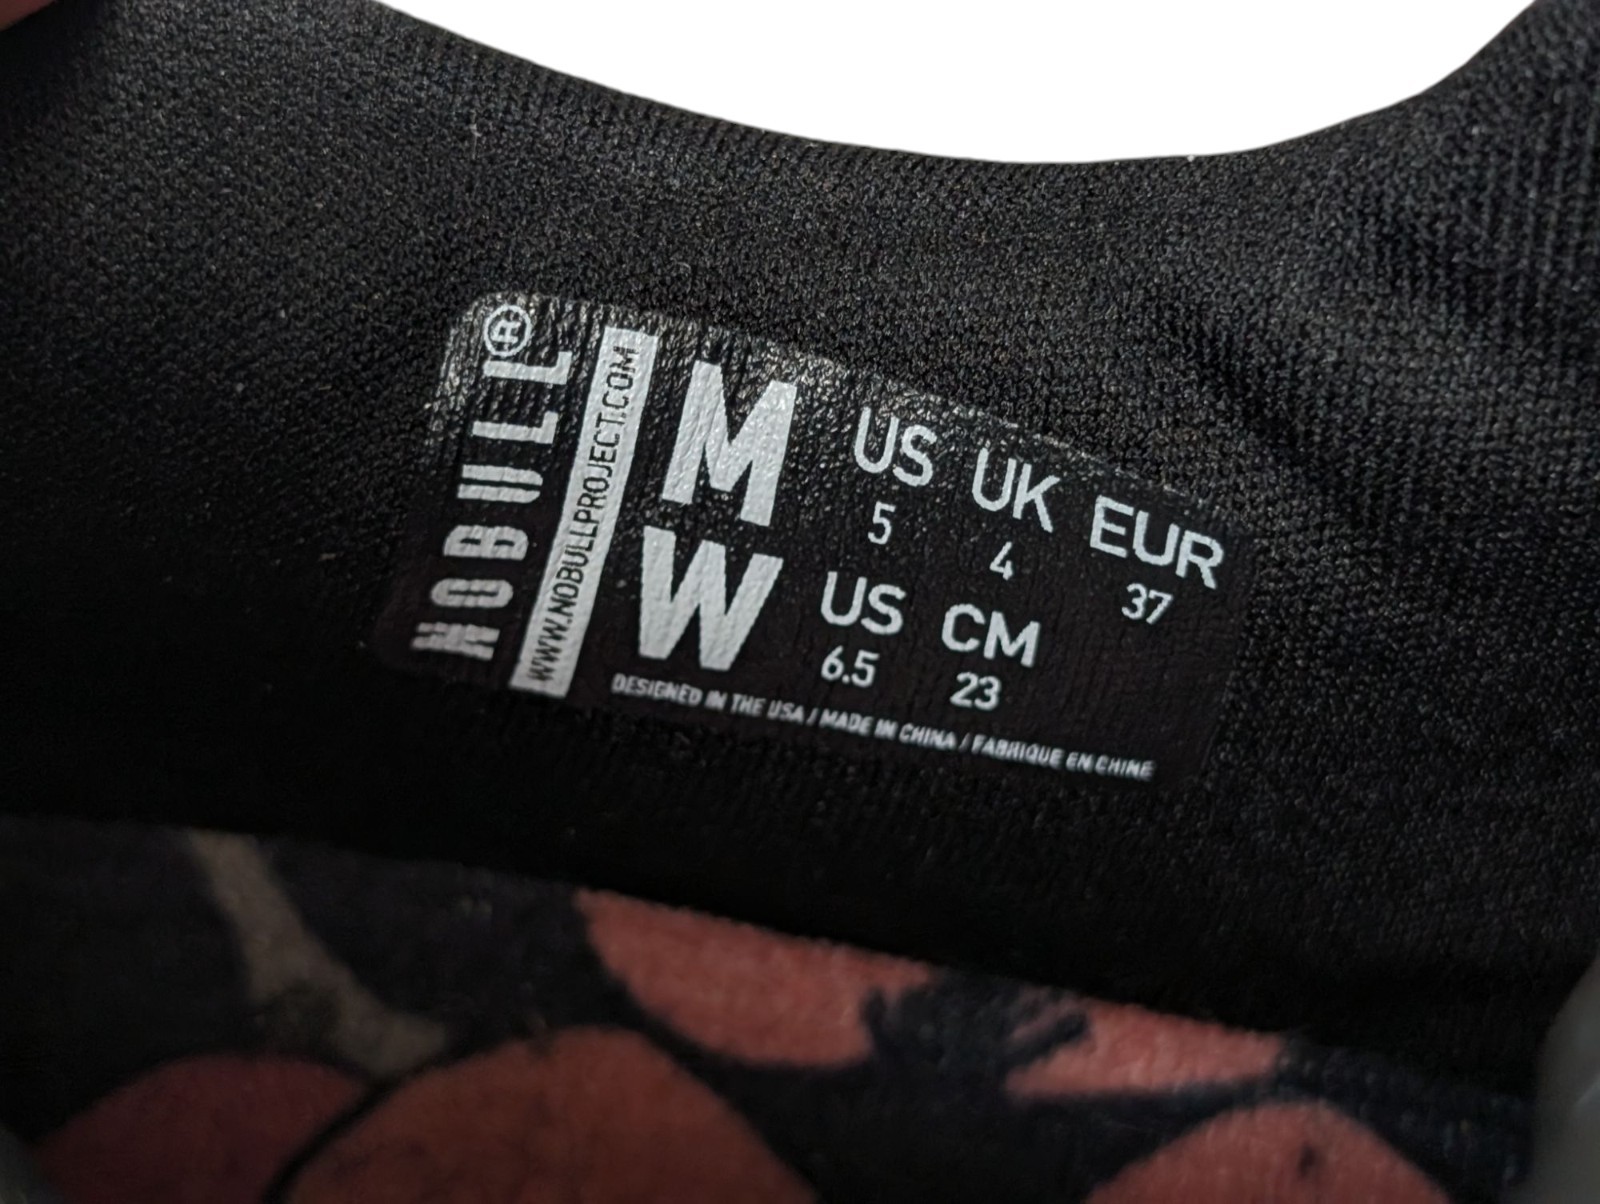 NOBULL®
WWW.NOBULLPROJECT.COM
M US UK EUR
5 4 37
W US CM
6.5 23
DESIGNED IN THE USA / MADE IN CHINA / FABRIQUE EN CHINE